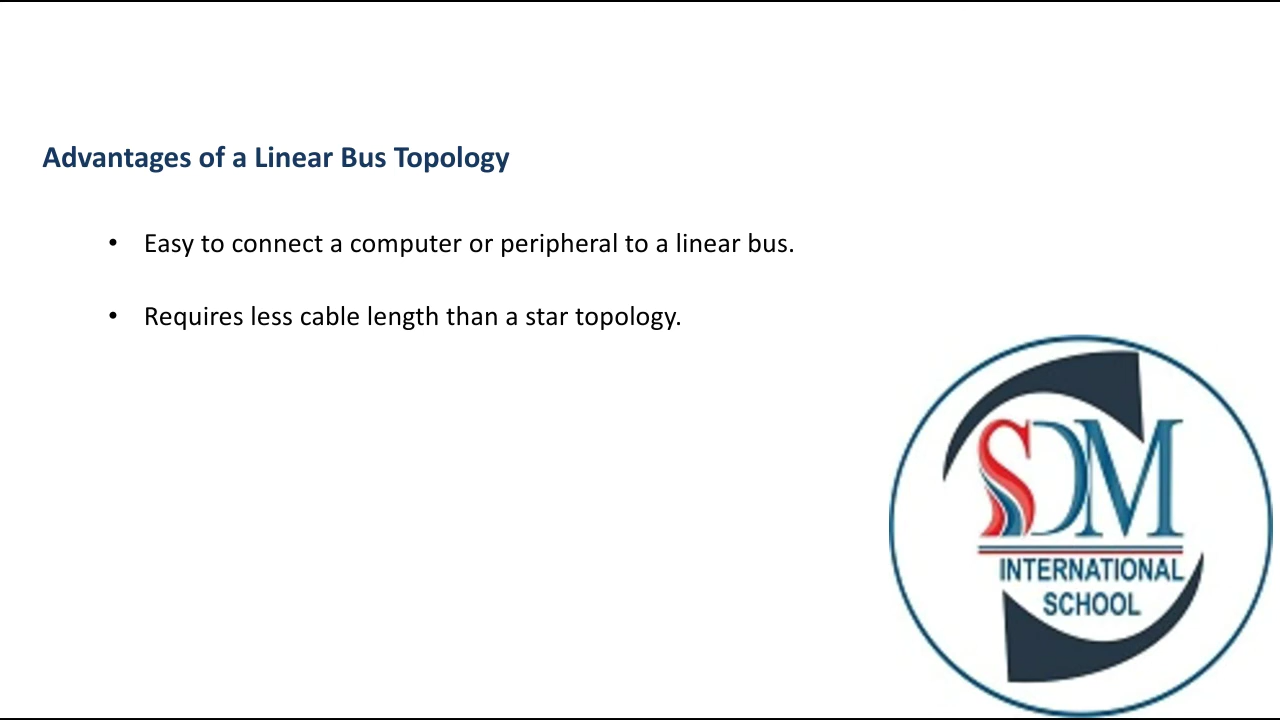 Advantages of a Linear Bus Topology
• Easy to connect a computer or peripheral to a linear bus.
• Requires less cable length than a star topology.
SDM
INTERNATIONAL
SCHOOL